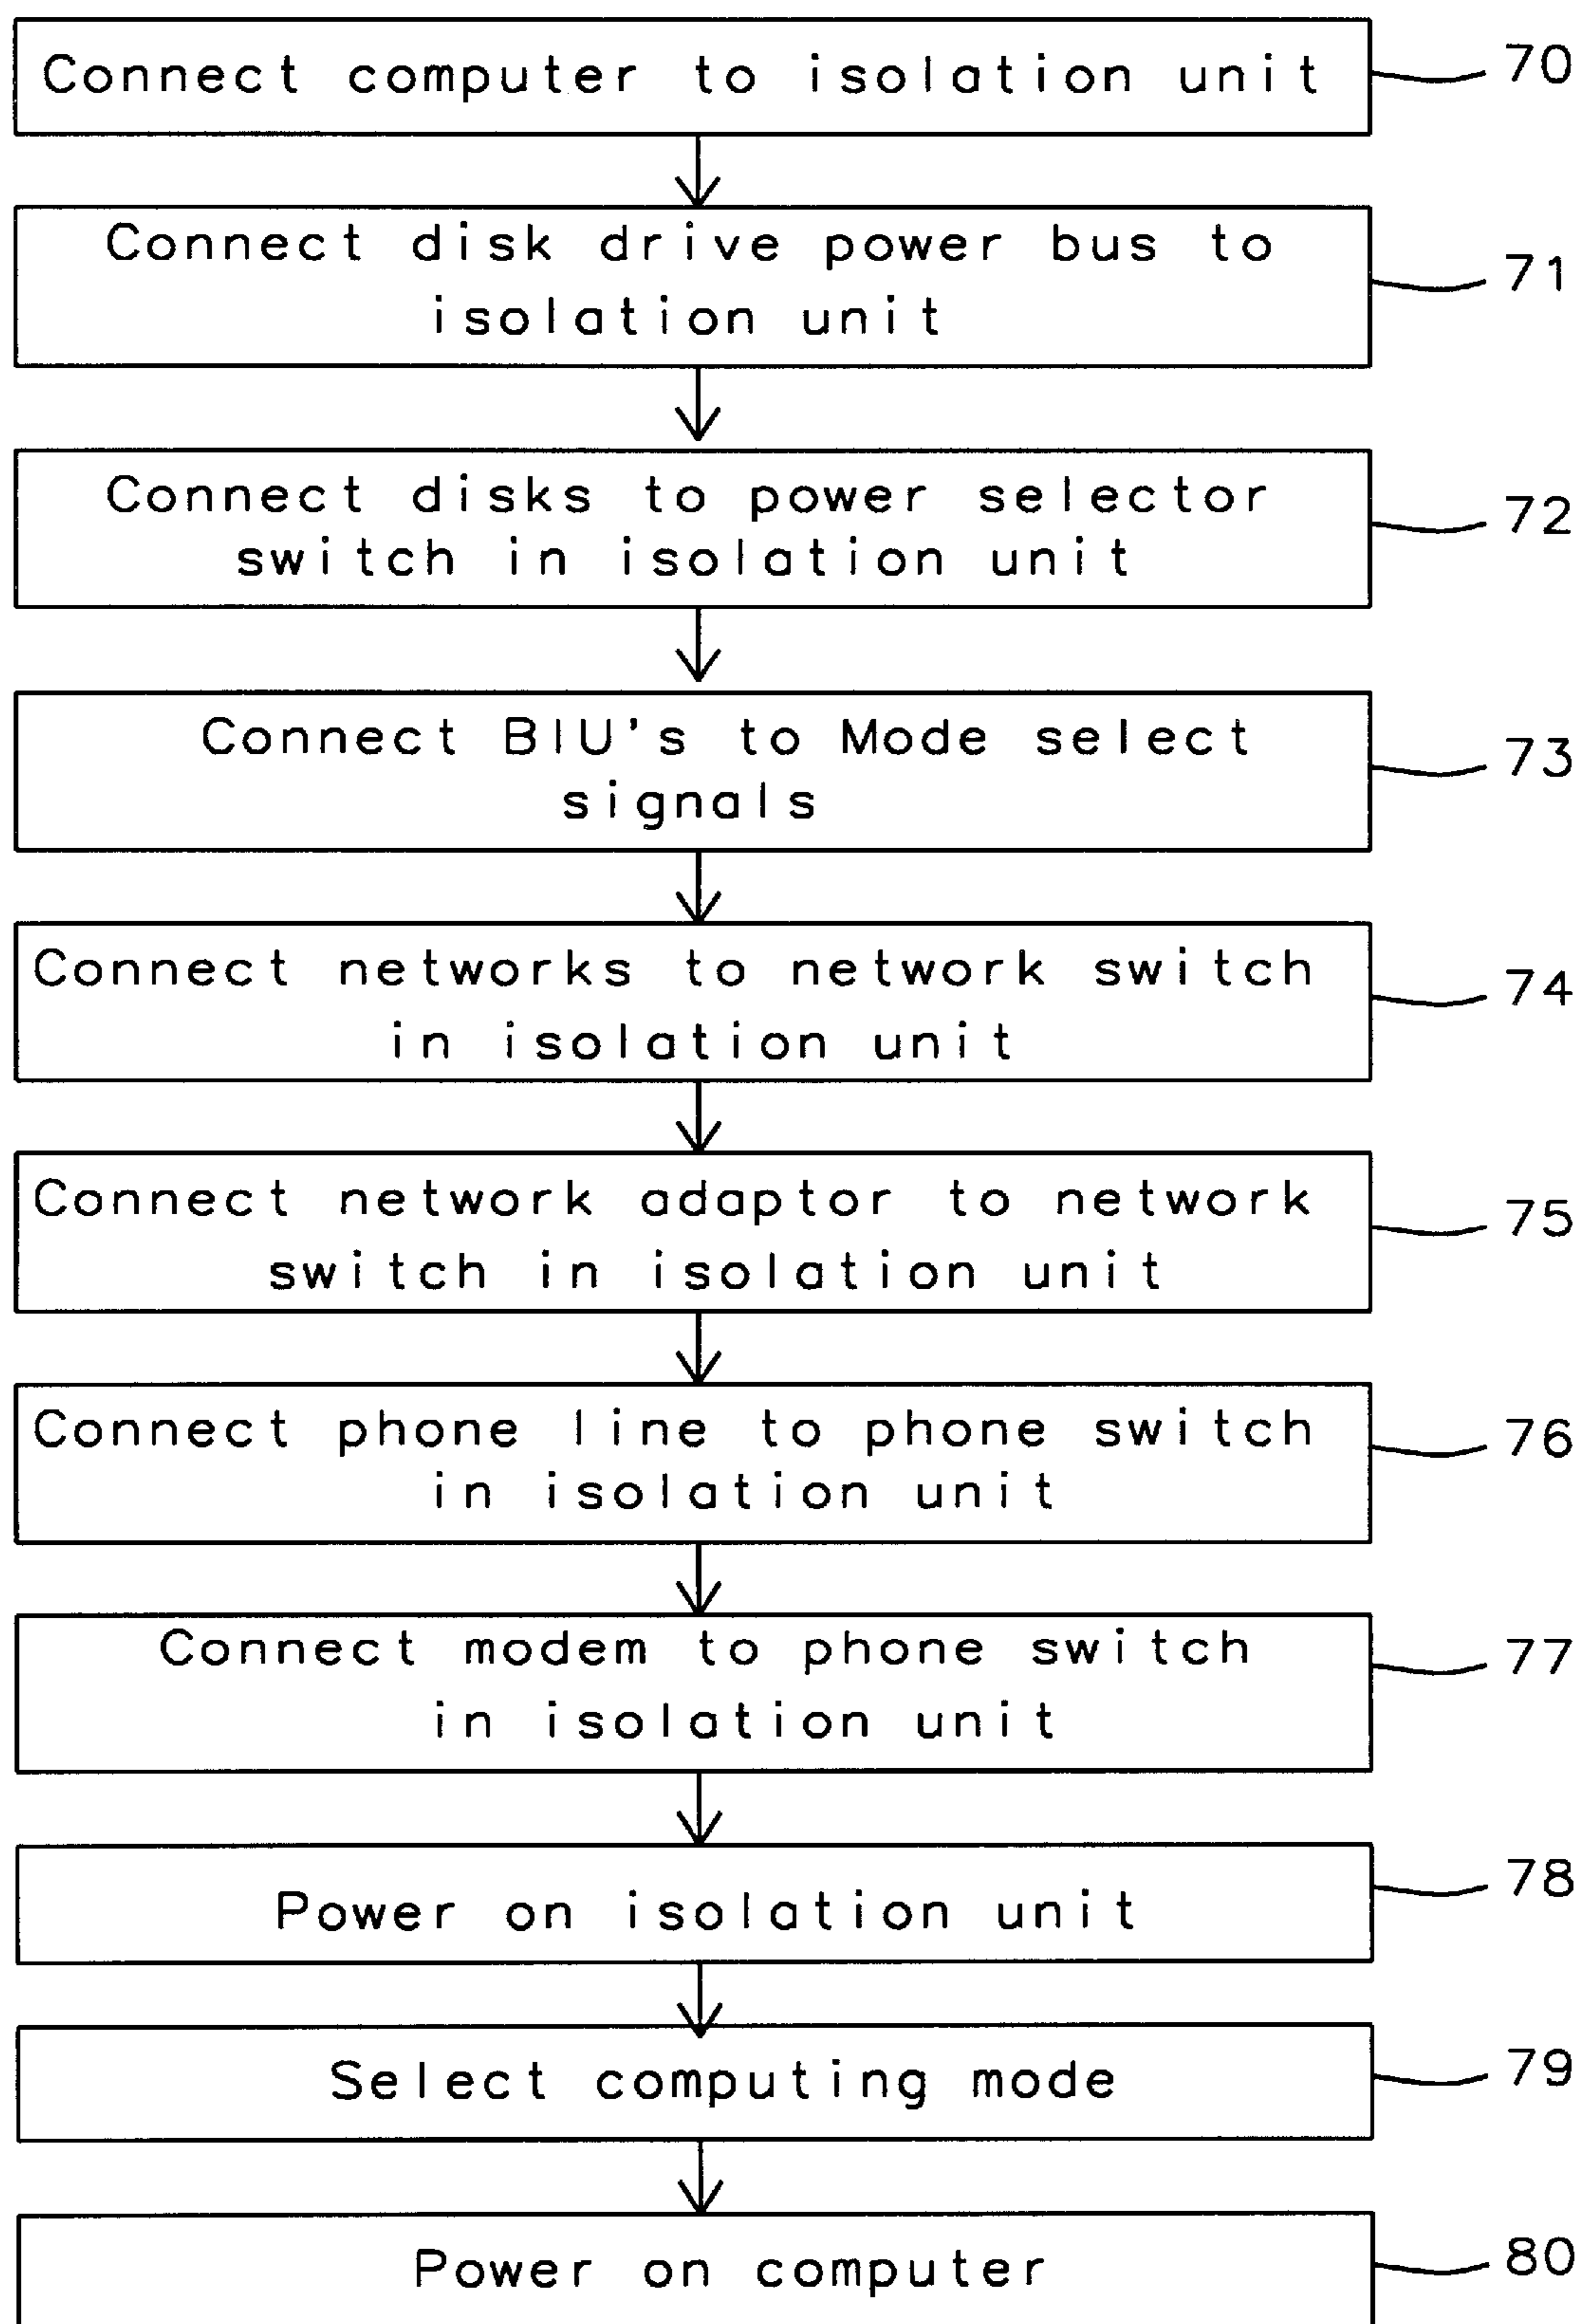 Connect computer to isolation unit
70
Connect disk drive power bus to
isolation unit
71
Connect disks to power selector
switch in isolation unit
72
Connect BIU's to Mode select
signals
73
Connect networks to network switch
in isolation unit
74
Connect network adaptor to network
switch in isolation unit
75
Connect phone line to phone switch
in isolation unit
76
Connect modem to phone switch
in isolation unit
77
Power on isolation unit
78
Select computing mode
79
Power on computer
80